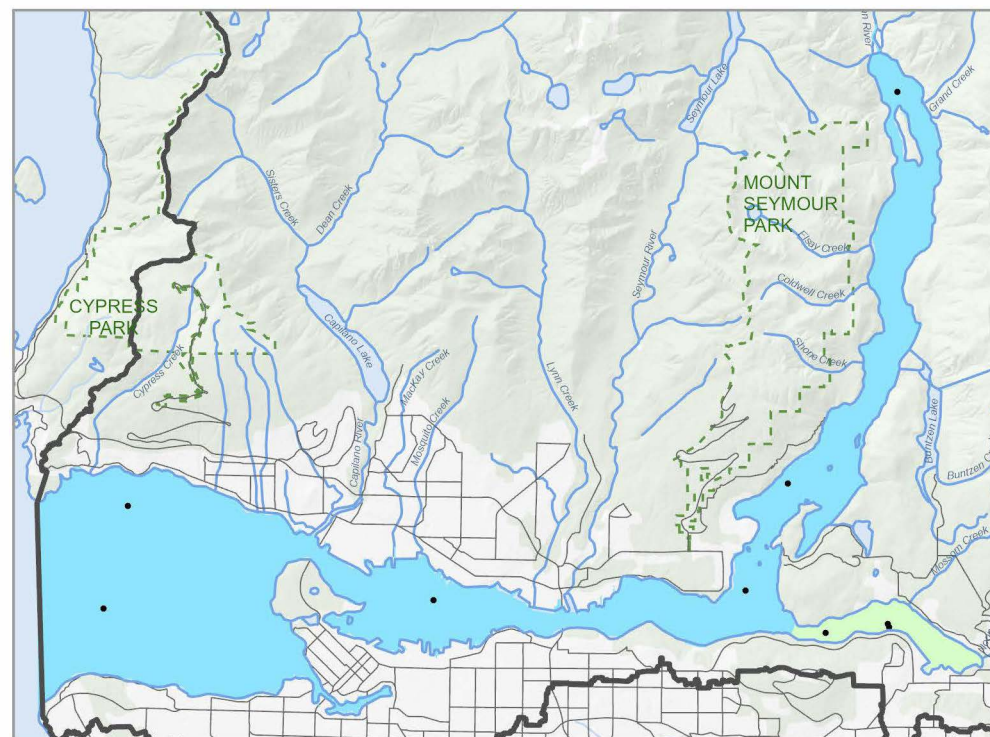 Grand Creek
Seymour Lake
MOUNT
SEYMOUR
PARK
Sisters Creek
Dean Creek
Elsay Creek
Seymour River
Coldwell Creek
CYPRESS
PARK
Capilano Lake
Shone Creek
Cypress Creek
MacKay Creek
Lynn Creek
Mosquito Creek
Buntzen Lake
Capilano River
Buntzen
Mossom Creek